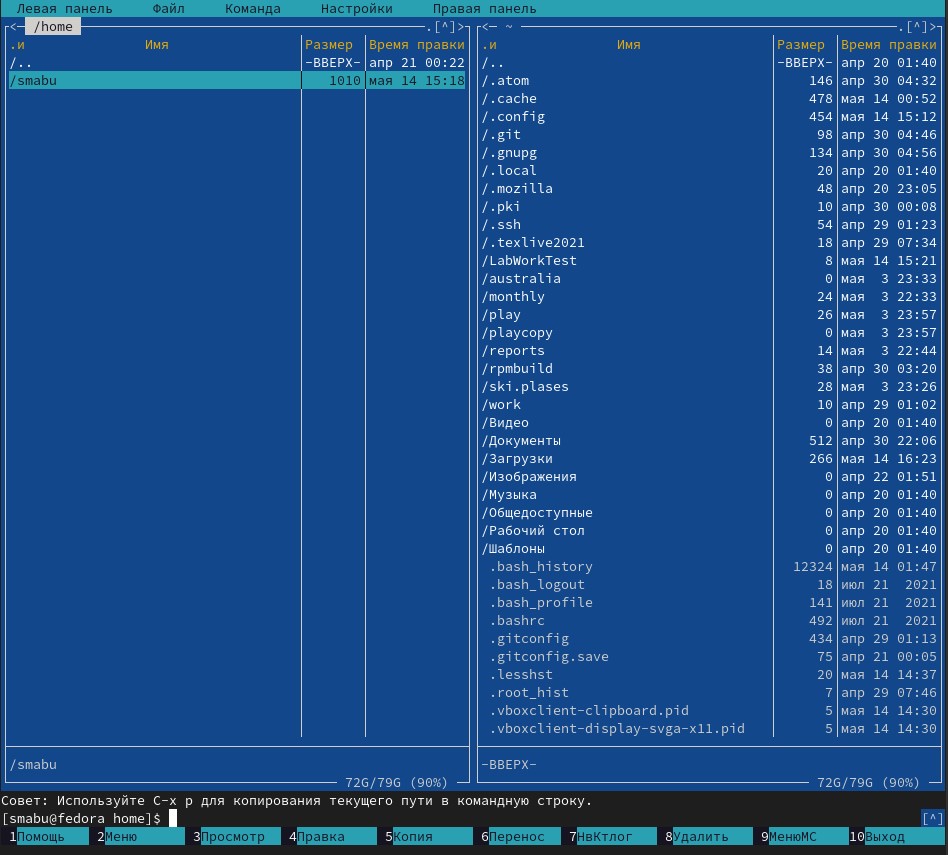 Левая панель Файл Команда Настройки Правая панель
<─ /home .[^]> <─ ~ .[^]>
.и Имя Размер Время правки .и Имя Размер Время правки
/.. -ВВЕРХ- апр 21 00:22 /.. -ВВЕРХ- апр 20 01:40
/smabu 1010 мая 14 15:18 /.atom 146 апр 30 04:32
/.cache 478 мая 14 00:52
/.config 454 мая 14 15:12
/.git 98 апр 30 04:46
/.gnupg 134 апр 30 04:56
/.local 20 апр 20 01:40
/.mozilla 48 апр 20 23:05
/.pki 10 апр 30 00:08
/.ssh 54 апр 29 01:23
/.texlive2021 18 апр 29 07:34
/LabWorkTest 8 мая 14 15:21
/australia 0 мая 3 23:33
/monthly 24 мая 3 22:33
/play 26 мая 3 23:57
/playcopy 0 мая 3 23:57
/reports 14 мая 3 22:44
/rpmbuild 38 апр 30 03:20
/ski.plases 28 мая 3 23:26
/work 10 апр 29 01:02
/Видео 0 апр 20 01:40
/Документы 512 апр 30 22:06
/Загрузки 266 мая 14 16:23
/Изображения 0 апр 22 01:51
/Музыка 0 апр 20 01:40
/Общедоступные 0 апр 20 01:40
/Рабочий стол 0 апр 20 01:40
/Шаблоны 0 апр 20 01:40
.bash_history 12324 мая 14 01:47
.bash_logout 18 июл 21 2021
.bash_profile 141 июл 21 2021
.bashrc 492 июл 21 2021
.gitconfig 434 апр 29 01:13
.gitconfig.save 75 апр 21 00:05
.lesshst 20 мая 14 14:37
.root_hist 7 апр 29 07:46
.vboxclient-clipboard.pid 5 мая 14 14:30
.vboxclient-display-svga-x11.pid 5 мая 14 14:30
/smabu -ВВЕРХ-
72G/79G (90%) 72G/79G (90%)
Совет: Используйте C-x p для копирования текущего пути в командную строку.
[smabu@fedora home]$ [^]
1Помощь 2Меню 3Просмотр 4Правка 5Копия 6Перенос 7НвКтлог 8Удалить 9МенюMC 10Выход